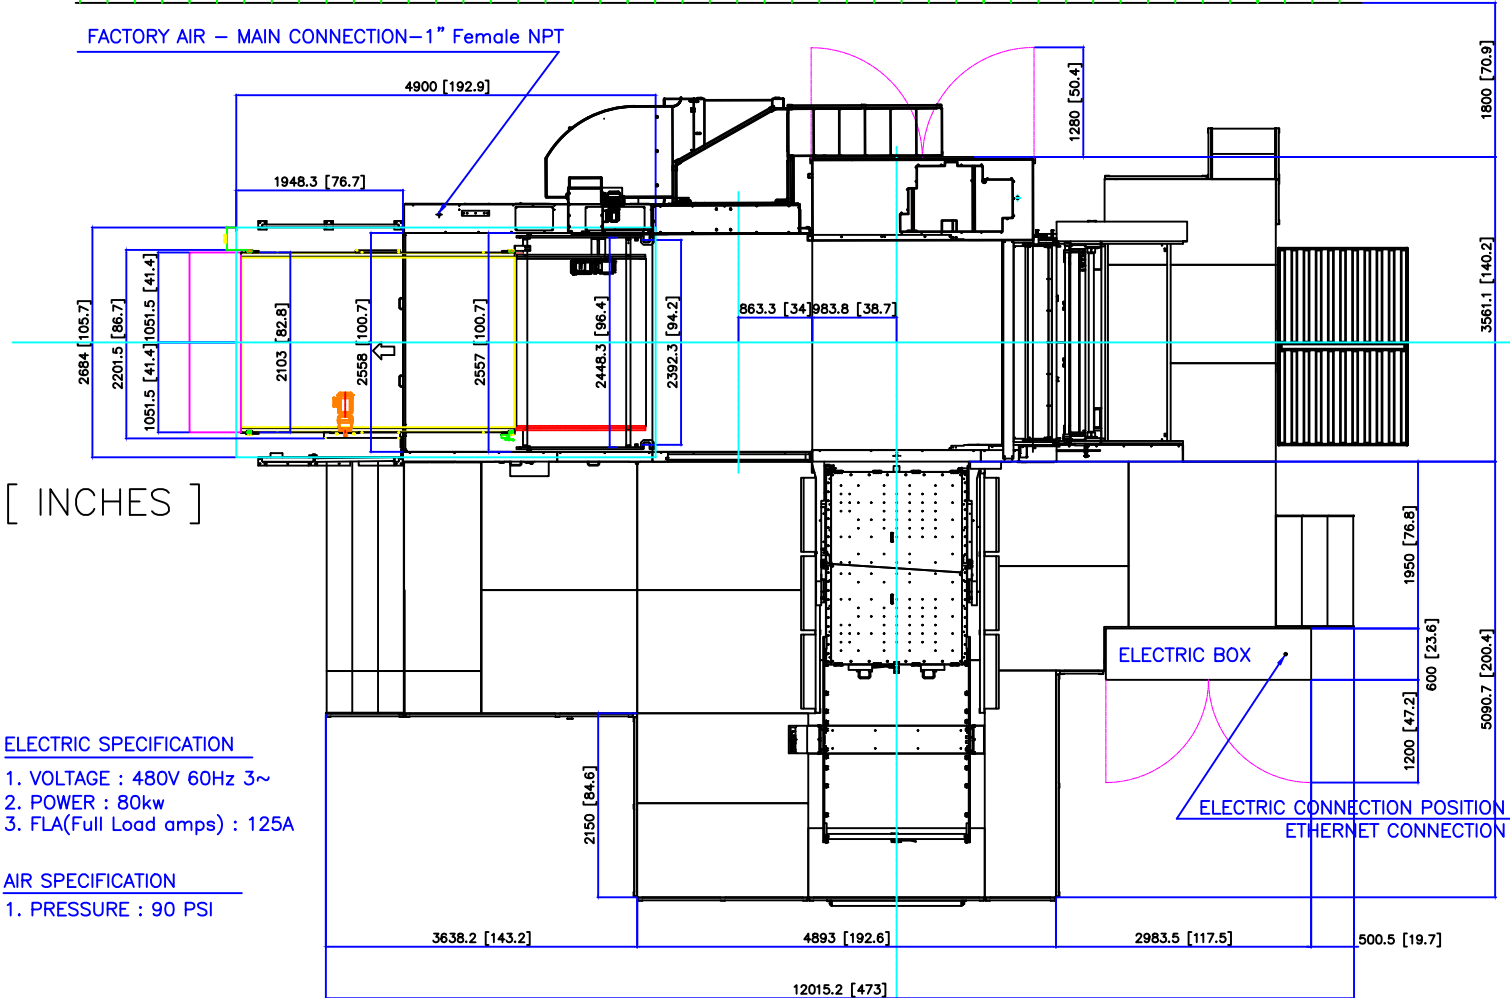 FACTORY AIR – MAIN CONNECTION–1” Female NPT
4900 [192.9]
1280 [50.4]
1800 [70.9]
1948.3 [76.7]
2684 [105.7]
2201.5 [86.7]
1051.5 [41.4]
1051.5 [41.4]
2103 [82.8]
2558 [100.7]
2557 [100.7]
2448.3 [96.4]
2392.3 [94.2]
863.3 [34]
983.8 [38.7]
3561.1 [140.2]
[ INCHES ]
1950 [76.8]
600 [23.6]
ELECTRIC BOX
5090.7 [200.4]
1200 [47.2]
ELECTRIC SPECIFICATION
1. VOLTAGE : 480V 60Hz 3~
2. POWER : 80kw
3. FLA(Full Load amps) : 125A
2150 [84.6]
ELECTRIC CONNECTION POSITION
ETHERNET CONNECTION
AIR SPECIFICATION
1. PRESSURE : 90 PSI
3638.2 [143.2]
4893 [192.6]
2983.5 [117.5]
500.5 [19.7]
12015.2 [473]